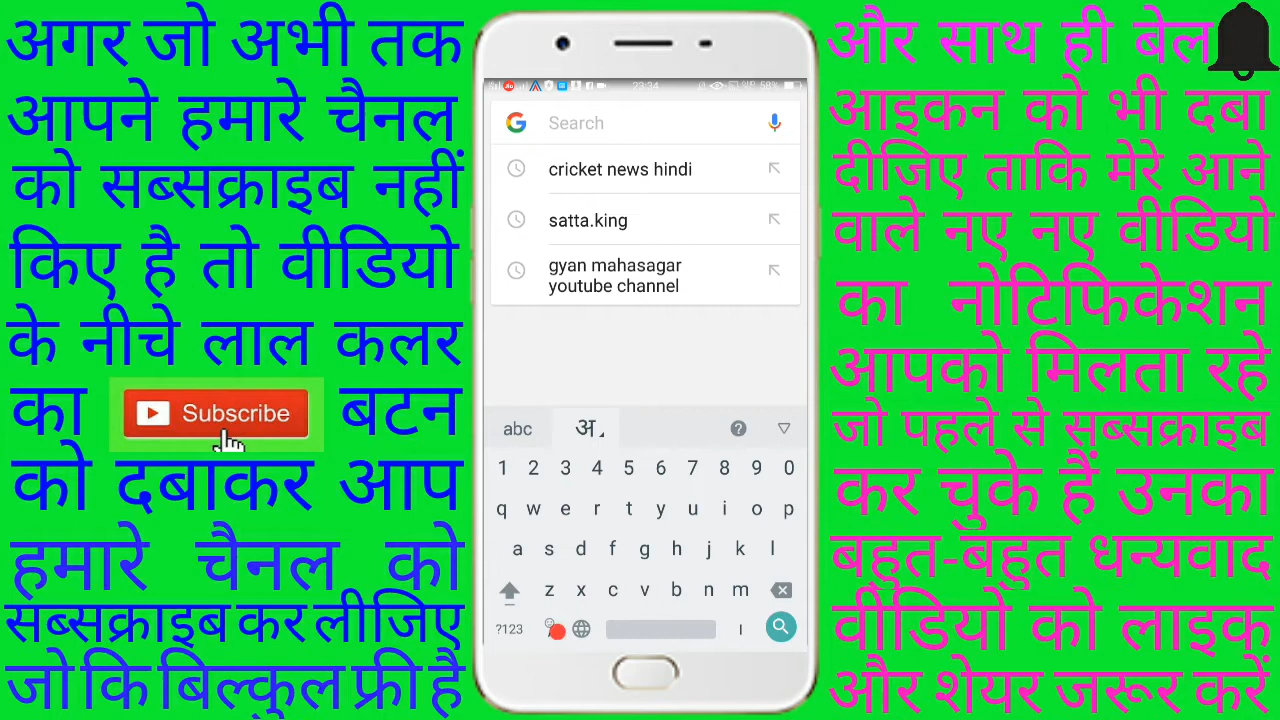 अगर जो अभी तक
आपने हमारे चैनल
को सब्सक्राइब नहीं
किए है तो वीडियो
के नीचे लाल कलर
का Subscribe बटन
को दबाकर आप
हमारे चैनल को
सब्सक्राइब कर लीजिए
जो कि बिल्कुल फ्री है
23:34
58%
Search
cricket news hindi
satta.king
gyan mahasagar
youtube channel
abc अ
1 2 3 4 5 6 7 8 9 0
q w e r t y u i o p
a s d f g h j k l
z x c v b n m
?123 ।
और साथ ही बेल
आइकन को भी दबा
दीजिए ताकि मेरे आने
वाले नए नए वीडियो
का नोटिफिकेशन
आपको मिलता रहे
जो पहले से सब्सक्राइब
कर चुके हैं उनका
बहुत-बहुत धन्यवाद
वीडियो को लाइक
और शेयर जरूर करें